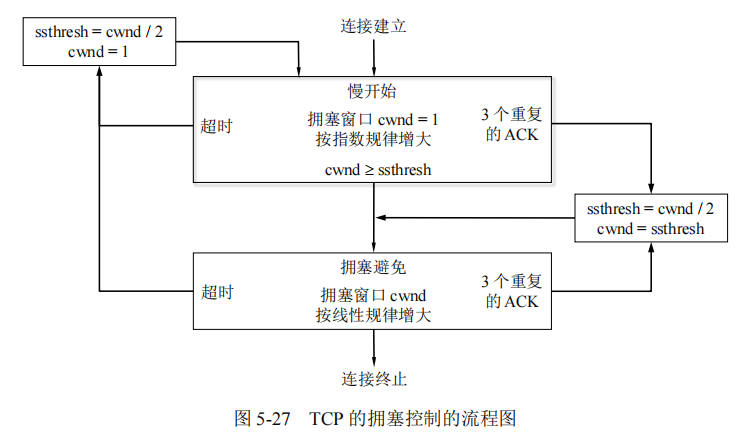 连接建立
ssthresh = cwnd / 2
cwnd = 1
慢开始
超时
拥塞窗口 cwnd = 1
按指数规律增大
3 个重复
的 ACK
cwnd ≥ ssthresh
ssthresh = cwnd / 2
cwnd = ssthresh
拥塞避免
超时
拥塞窗口 cwnd
按线性规律增大
3 个重复
的 ACK
连接终止
图 5-27 TCP 的拥塞控制的流程图